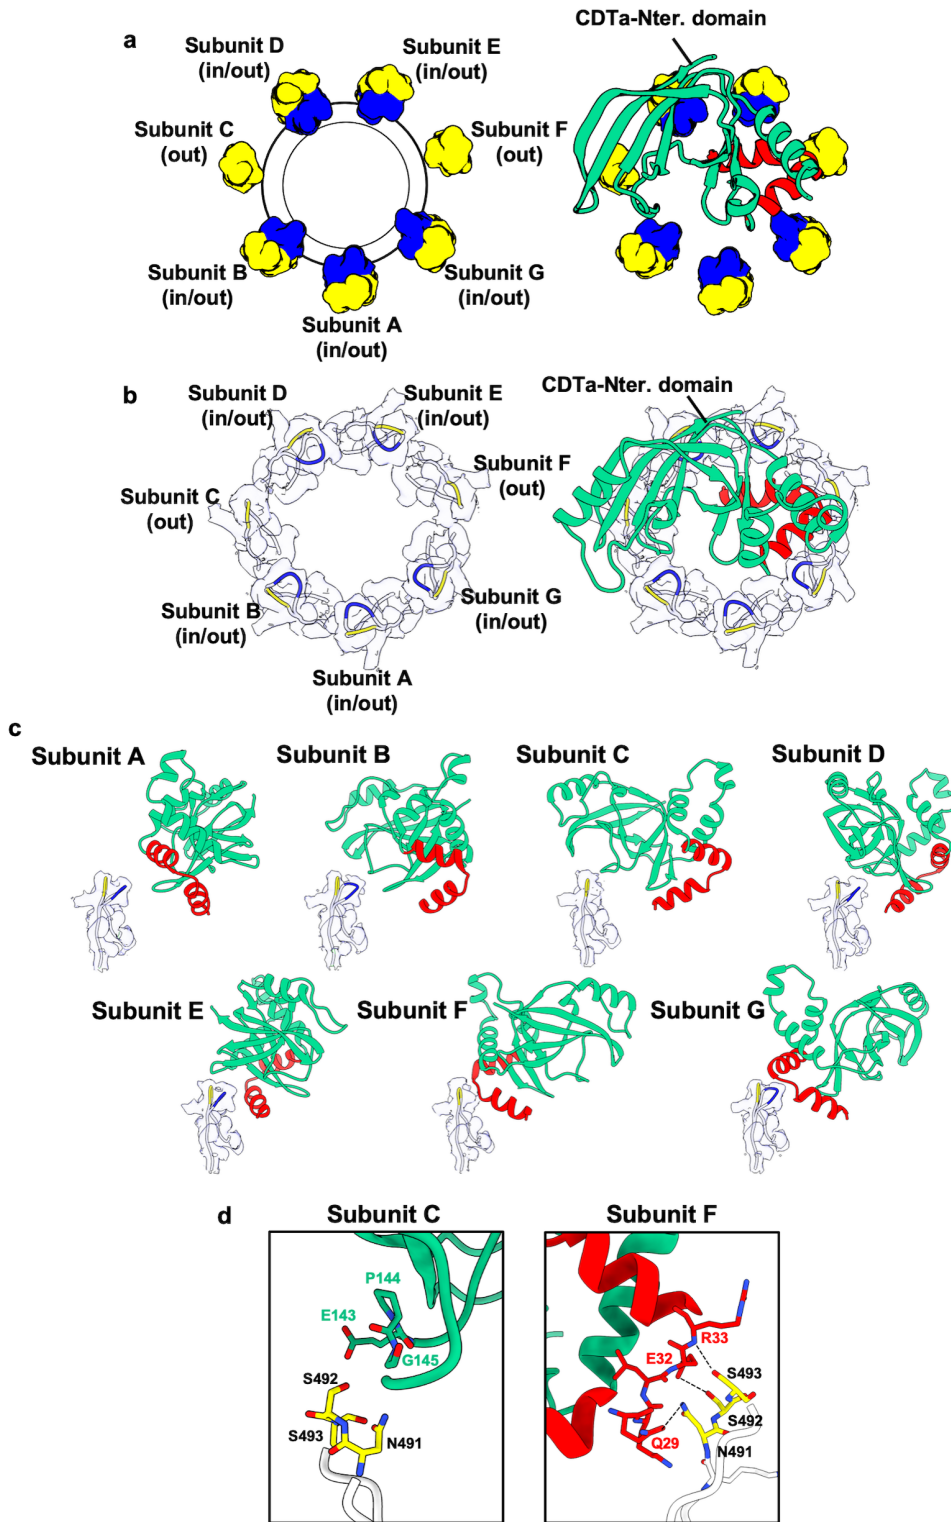 a
Subunit D
(in/out)
Subunit E
(in/out)
CDTa-Nter. domain
Subunit C
(out)
Subunit F
(out)
Subunit B
(in/out)
Subunit G
(in/out)
Subunit A
(in/out)
b
Subunit D
(in/out)
Subunit E
(in/out)
CDTa-Nter. domain
Subunit C
(out)
Subunit F
(out)
Subunit B
(in/out)
Subunit G
(in/out)
Subunit A
(in/out)
c
Subunit A
Subunit B
Subunit C
Subunit D
Subunit E
Subunit F
Subunit G
d
Subunit C
P144
E143
G145
S492
S493
N491
Subunit F
R33
E32
S493
S492
Q29
N491